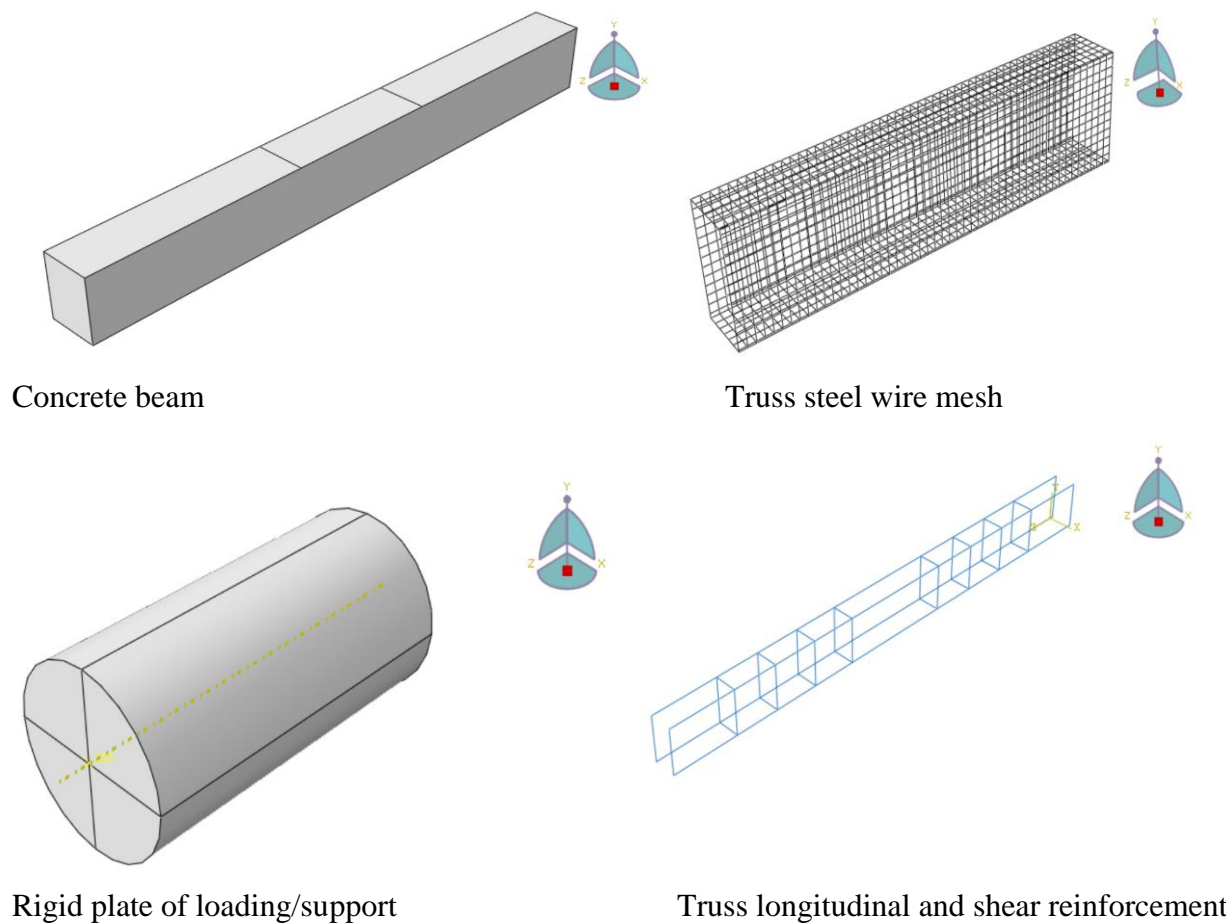 Y
Z
X
Y
Z
X
Concrete beam
Truss steel wire mesh
Y
Z
X
Y
Z
X
Rigid plate of loading/support
Truss longitudinal and shear reinforcement